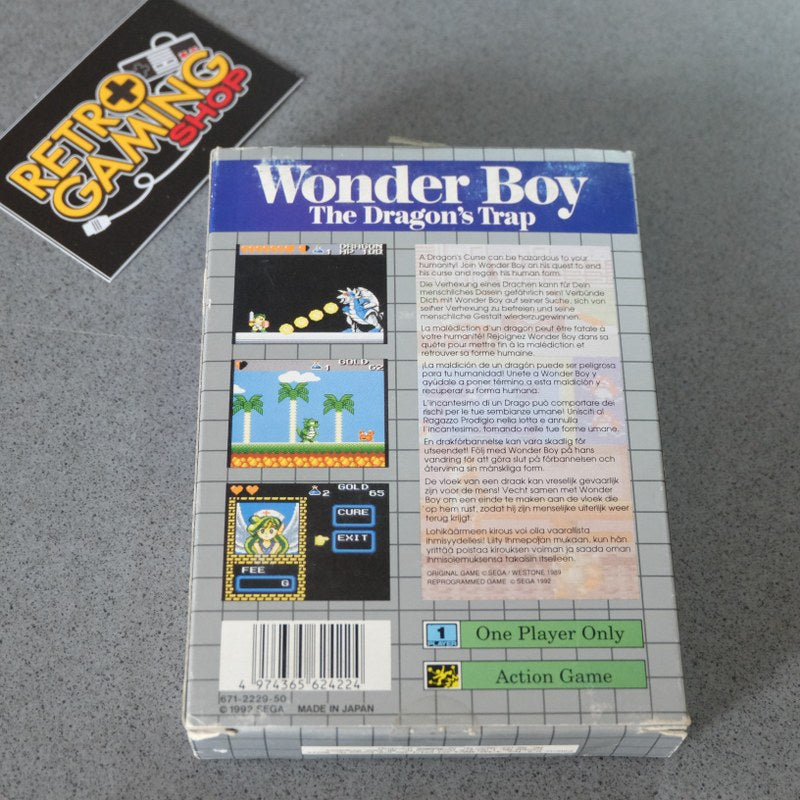 RETRO
GAMING
SHOP
Wonder Boy
The Dragon's Trap
DRAGON
1 HP 100
GOLD
1 62
GOLD
2 65
CURE
EXIT
FEE
0
A Dragon's Curse can be hazardous to your
humanity! Join Wonder Boy on his quest to end
his curse and regain his human form.
Die Verhexung eines Drachen kann für Dein
menschliches Dasein gefährlich sein! Verbünde
Dich mit Wonder Boy auf seiner Suche, sich von
seiner Verhexung zu befreien und seine
menschliche Gestalt wiederzugewinnen.
La malédiction d'un dragon peut être fatale à
votre humanité! Rejoignez Wonder Boy dans sa
quête pour mettre fin à la malédiction et
retrouver sa forme humaine.
¡La maldición de un dragón puede ser peligrosa
para tu humanidad! Unete a Wonder Boy y
ayúdale a poner término a esta maldición y
recuperar su forma humana.
L'incantesimo di un Drago può comportare dei
rischi per le tue sembianze umane! Unisciti al
Ragazzo Prodigio nella lotta e annulla
l'incantesimo, tornando nelle tue forme umane.
En drakförbannelse kan vara skadlig för
utseendet! Följ med Wonder Boy på hans
vandring för att göra slut på förbannelsen och
återvinna sin mänskliga form.
De vloek van een draak kan vreselijk gevaarlijk
zijn voor de mens! Vecht samen met Wonder
Boy om een einde te maken aan de vloek die
op hem rust, zodat hij zijn menselijke uiterlijk weer
terug krijgt.
Lohikäärmeen kirous voi olla vaarallista
ihmisyydellesi! Liity Ihmepojan mukaan, kun hän
yrittää poistaa kirouksen voiman ja saada oman
ihmisolemuksensa takaisin itselleen.
ORIGINAL GAME © SEGA / WESTONE 1989
REPROGRAMMED GAME © SEGA 1992
1
PLAYER
One Player Only
Action Game
4 974365 624224
671-2229-50
© 1992 SEGA MADE IN JAPAN